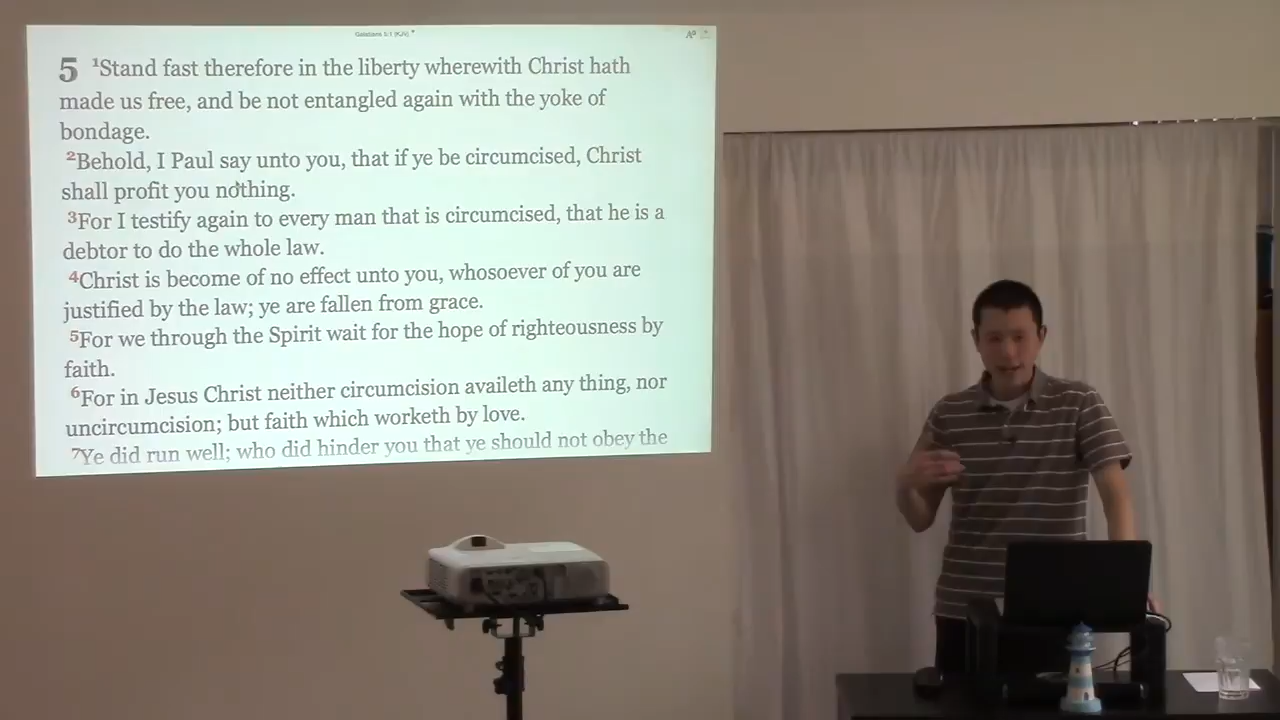 Galatians 5:1 (KJV)
5 1Stand fast therefore in the liberty wherewith Christ hath
made us free, and be not entangled again with the yoke of
bondage.
2Behold, I Paul say unto you, that if ye be circumcised, Christ
shall profit you nothing.
3For I testify again to every man that is circumcised, that he is a
debtor to do the whole law.
4Christ is become of no effect unto you, whosoever of you are
justified by the law; ye are fallen from grace.
5For we through the Spirit wait for the hope of righteousness by
faith.
6For in Jesus Christ neither circumcision availeth any thing, nor
uncircumcision; but faith which worketh by love.
7Ye did run well; who did hinder you that ye should not obey the